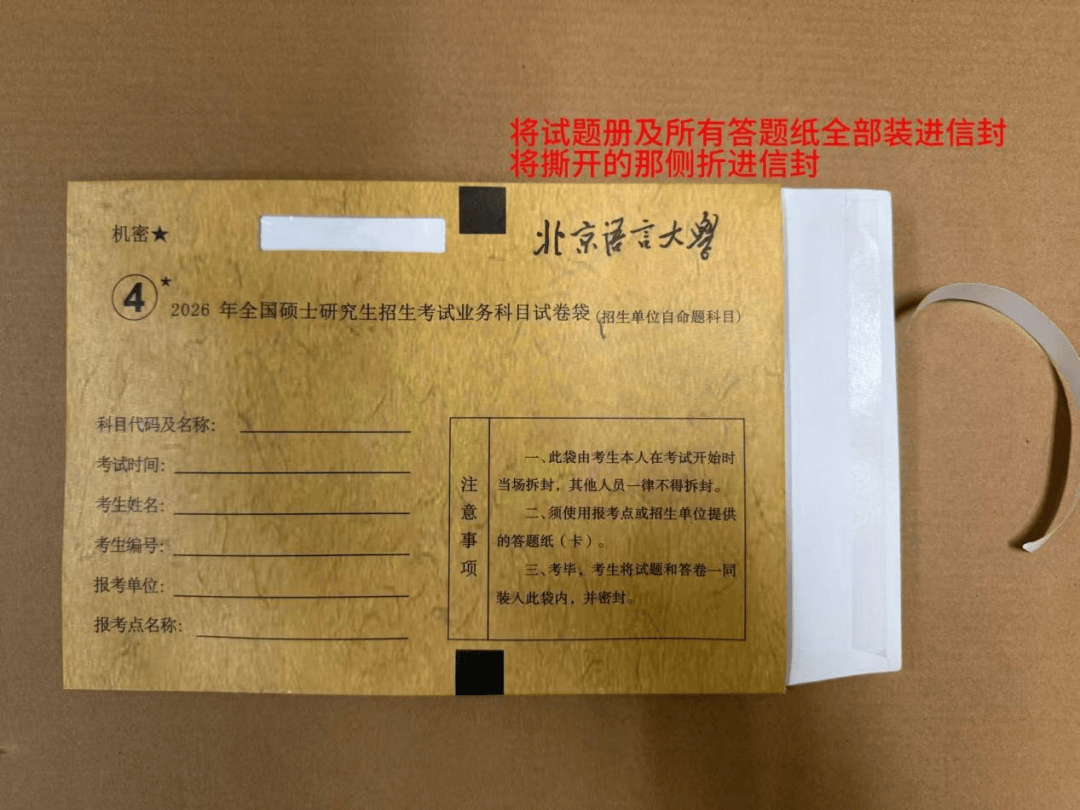 将试题册及所有答题纸全部装进信封
将撕开的那侧折进信封
机密★
北京语言大學
④★
2026 年全国硕士研究生招生考试业务科目试卷袋(招生单位自命题科目)
科目代码及名称:
考试时间:
考生姓名:
考生编号:
报考单位:
报考点名称:
注意事项
一、此袋由考生本人在考试开始时
当场拆封，其他人员一律不得拆封。
二、须使用报考点或招生单位提供
的答题纸（卡）。
三、考毕，考生将试题和答卷一同
装入此袋内，并密封。